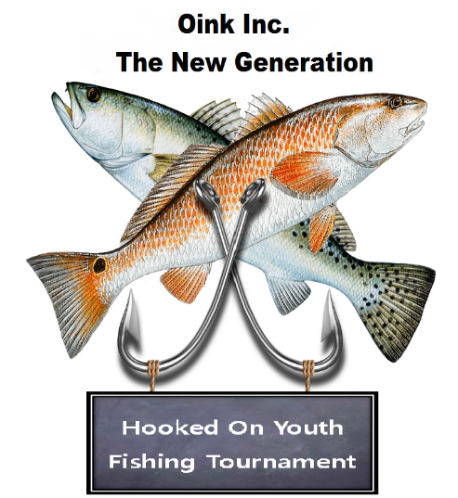 Oink Inc.
The New Generation
Hooked On Youth
Fishing Tournament